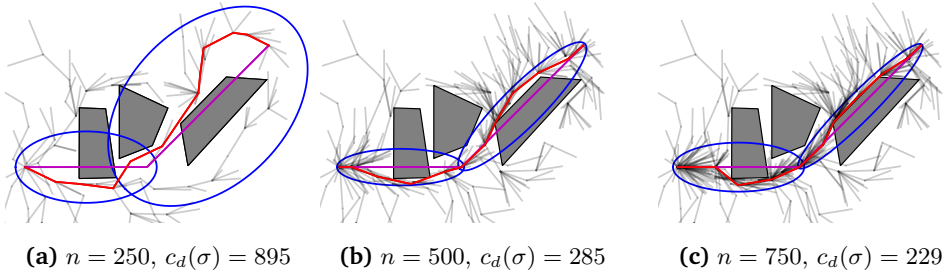 (a) n = 250, c_d(σ) = 895
(b) n = 500, c_d(σ) = 285
(c) n = 750, c_d(σ) = 229